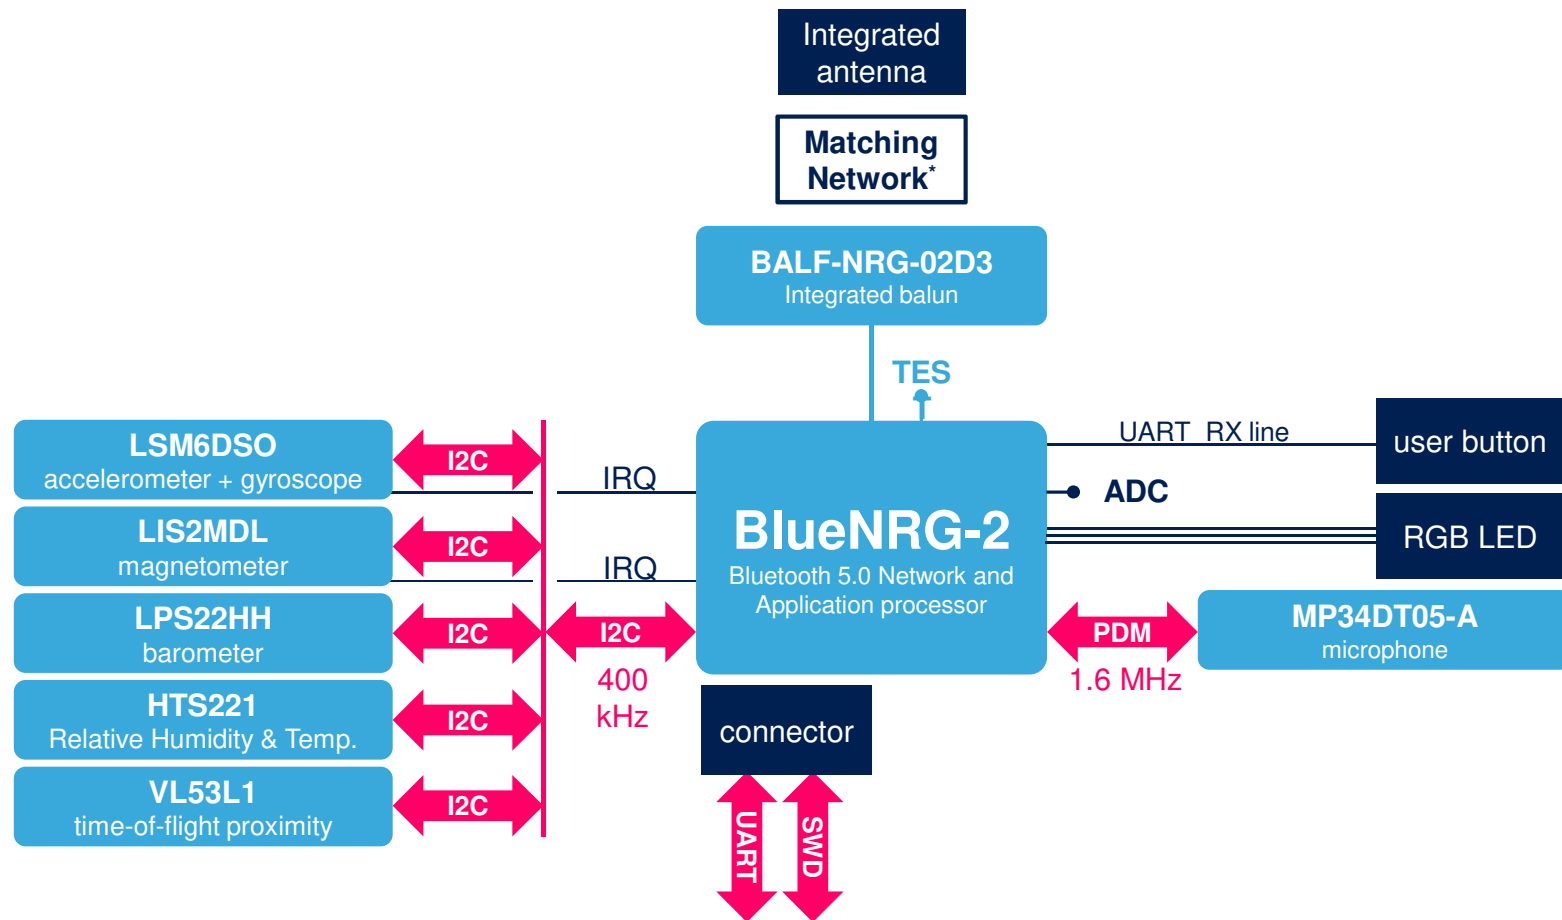 Integrated
antenna
Matching
Network*
BALF-NRG-02D3
Integrated balun
TES
LSM6DSO
accelerometer + gyroscope
I2C
IRQ
LIS2MDL
magnetometer
I2C
IRQ
LPS22HH
barometer
I2C
I2C
400
kHz
HTS221
Relative Humidity & Temp.
I2C
VL53L1
time-of-flight proximity
I2C
BlueNRG-2
Bluetooth 5.0 Network and
Application processor
UART RX line
user button
ADC
RGB LED
PDM
1.6 MHz
MP34DT05-A
microphone
connector
UART
SWD